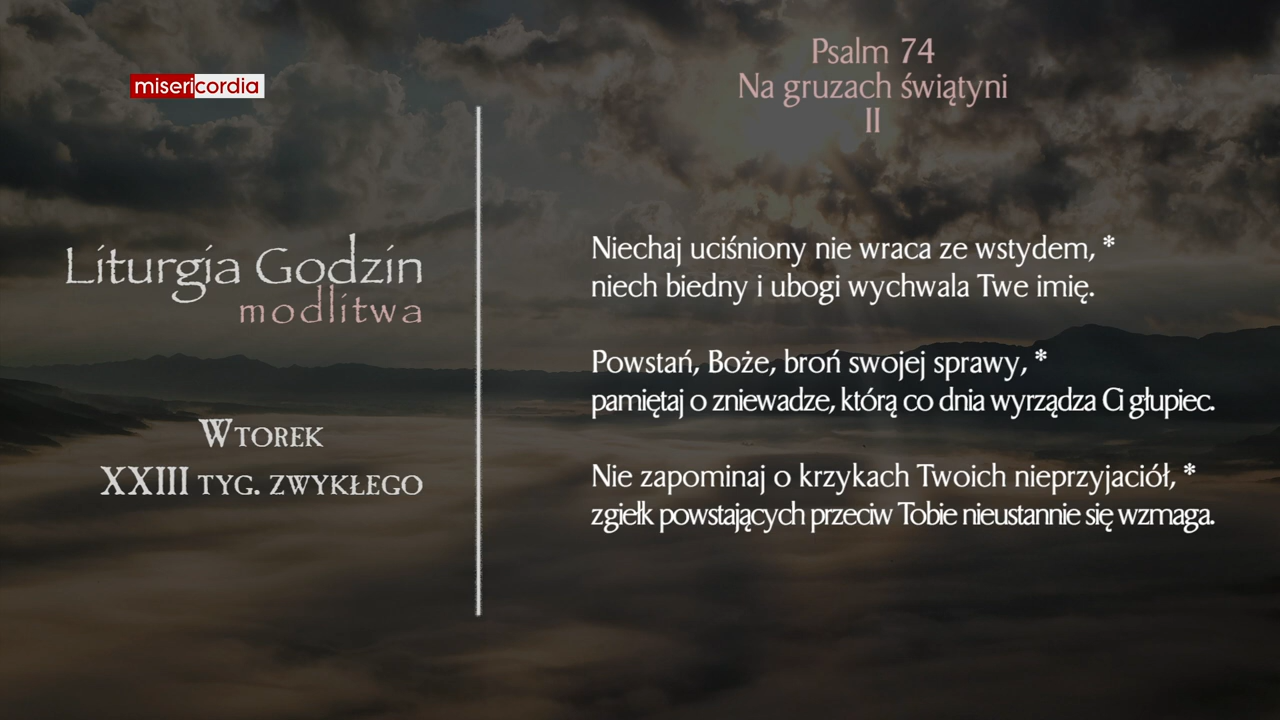 misericordia
Liturgia Godzin
modlitwa
Wtorek
XXIII tyg. zwykłego
Psalm 74
Na gruzach świątyni
II
Niechaj uciśniony nie wraca ze wstydem, *
niech biedny i ubogi wychwala Twe imię.
Powstań, Boże, broń swojej sprawy, *
pamiętaj o zniewadze, którą co dnia wyrządza Ci głupiec.
Nie zapominaj o krzykach Twoich nieprzyjaciół, *
zgiełk powstających przeciw Tobie nieustannie się wzmaga.